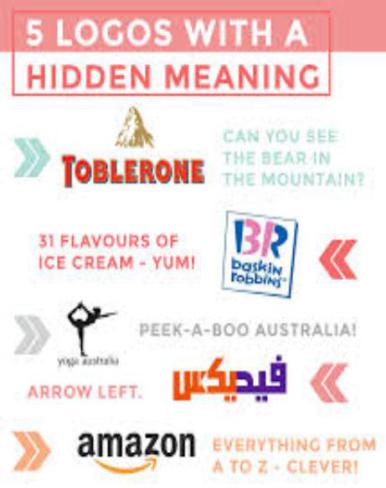 5 LOGOS WITH A
HIDDEN MEANING
TOBLERONE
CAN YOU SEE
THE BEAR IN
THE MOUNTAIN?
31 FLAVOURS OF
ICE CREAM - YUM!
BR
baskin
robbins
yoga australia
PEEK-A-BOO AUSTRALIA!
ARROW LEFT.
فيديكس
amazon
EVERYTHING FROM
A TO Z - CLEVER!